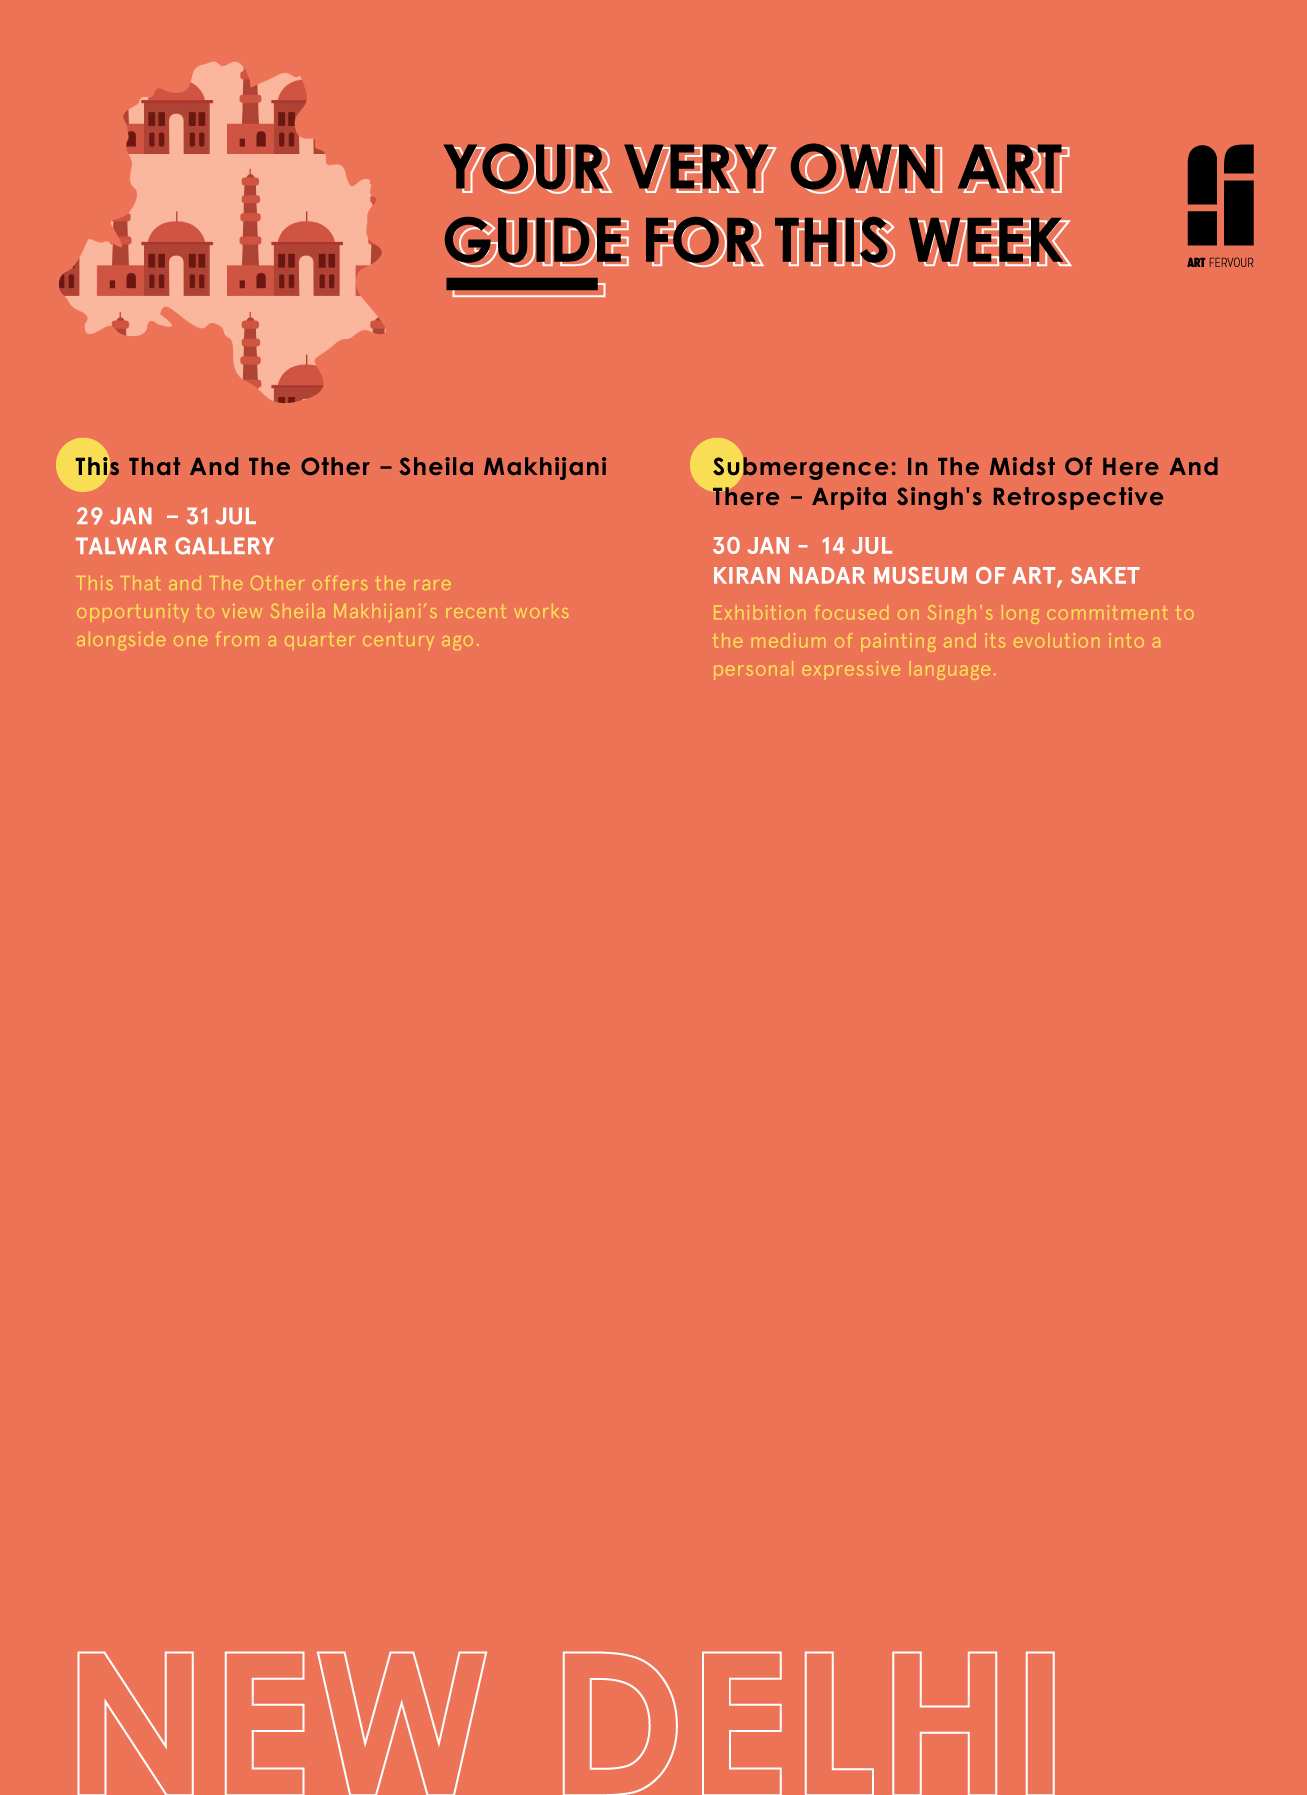 YOUR VERY OWN ART
GUIDE FOR THIS WEEK
ART FERVOUR
This That And The Other – Sheila Makhijani
29 JAN – 31 JUL
TALWAR GALLERY
This That and The Other offers the rare
opportunity to view Sheila Makhijani’s recent works
alongside one from a quarter century ago.
Submergence: In The Midst Of Here And
There – Arpita Singh's Retrospective
30 JAN - 14 JUL
KIRAN NADAR MUSEUM OF ART, SAKET
Exhibition focused on Singh's long commitment to
the medium of painting and its evolution into a
personal expressive language.
NEW DELHI